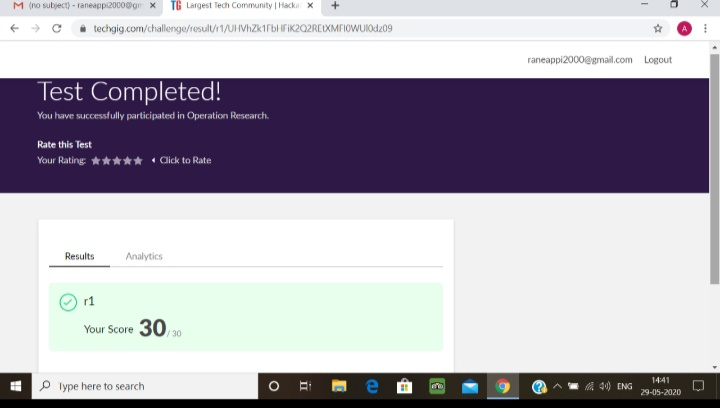 (no subject) - raneappi2000@gm
TG Largest Tech Community | Hacka
techgig.com/challenge/result/r1/
A
raneappi2000@gmail.com Logout
Test Completed!
You have successfully participated in Operation Research.
Rate this Test
Your Rating: Click to Rate
Results Analytics
r1
Your Score 30 / 30
Type here to search
ENG
14:41
29-05-2020